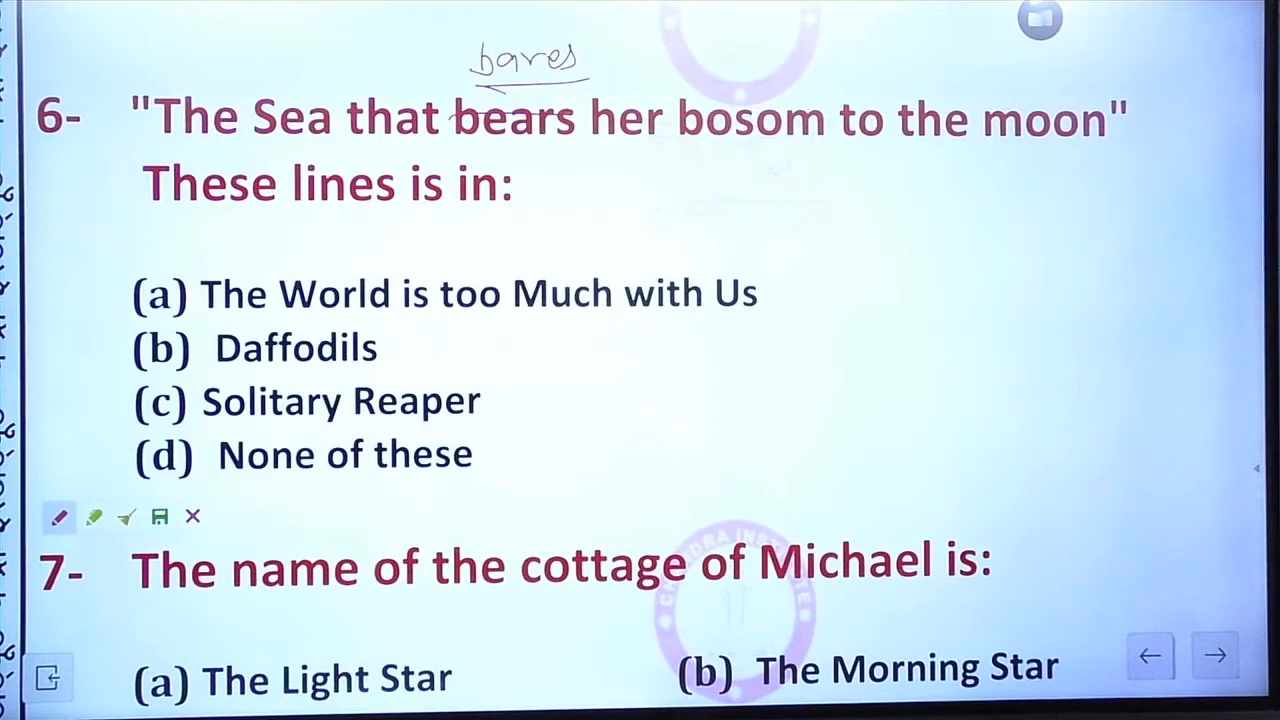 bares
6- "The Sea that bears her bosom to the moon"
These lines is in:
(a) The World is too Much with Us
(b) Daffodils
(c) Solitary Reaper
(d) None of these
7- The name of the cottage of Michael is:
(a) The Light Star (b) The Morning Star